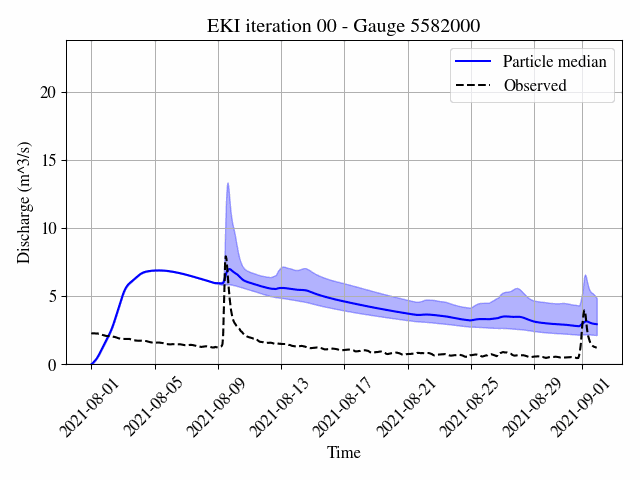 EKI iteration 00 - Gauge 5582000
Particle median
Observed
Discharge (m^3/s)
20
15
10
5
0
2021-08-01
2021-08-05
2021-08-09
2021-08-13
2021-08-17
2021-08-21
2021-08-25
2021-08-29
2021-09-01
Time